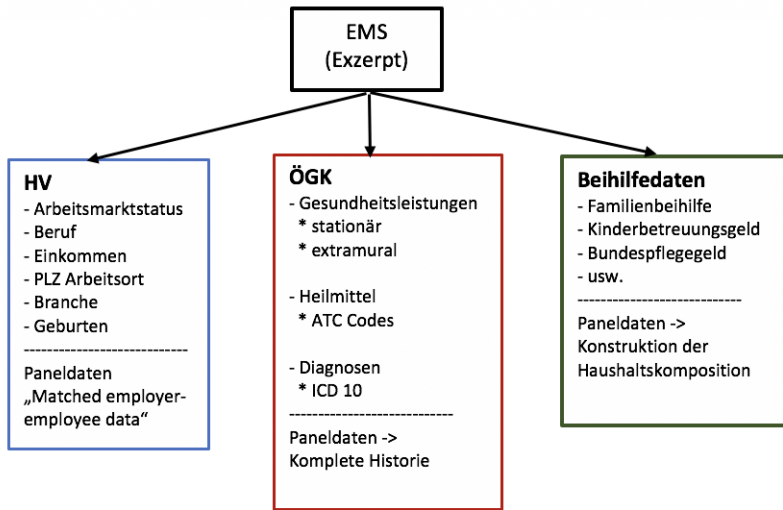 EMS
(Exzerpt)
HV
- Arbeitsmarktstatus
- Beruf
- Einkommen
- PLZ Arbeitsort
- Branche
- Geburten
----------------------------
Paneldaten
„Matched employer-
employee data“
ÖGK
- Gesundheitsleistungen
* stationär
* extramural
- Heilmittel
* ATC Codes
- Diagnosen
* ICD 10
----------------------------
Paneldaten ->
Komplete Historie
Beihilfedaten
- Familienbeihilfe
- Kinderbetreuungsgeld
- Bundespflegegeld
- usw.
----------------------------
Paneldaten ->
Konstruktion der
Haushaltskomposition